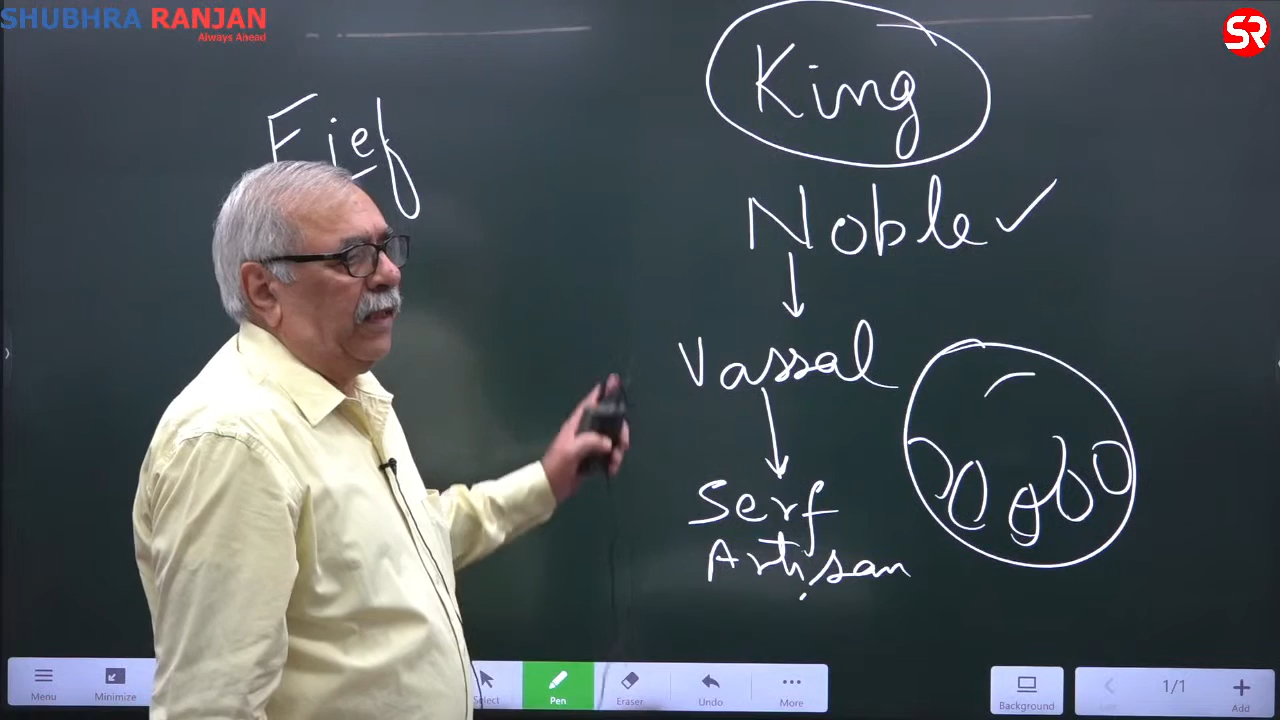 SHUBHRA RANJAN
Always Ahead
SR
King
Fief
Noble
Vassal
Serf
Artisan
Menu
Minimize
Select
Pen
Eraser
Undo
More
Background
1/1
Add